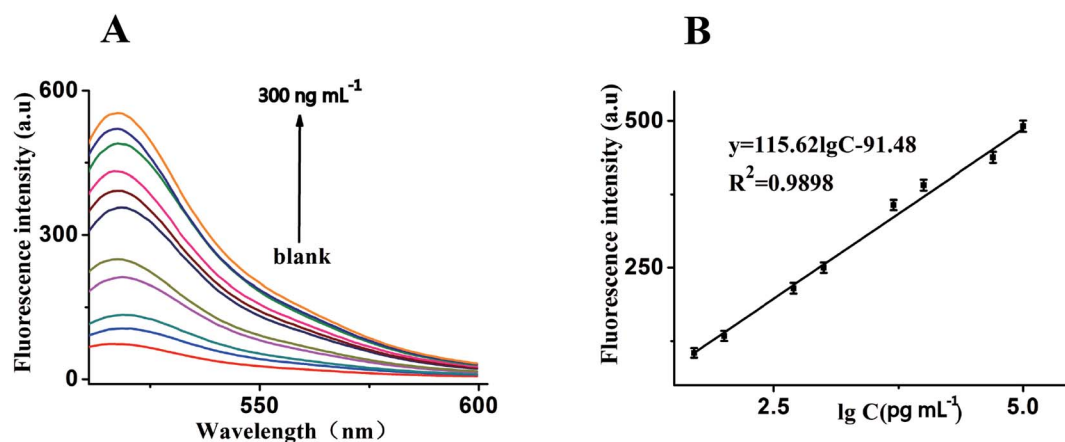 A
600
300
0
Fluorescence intensity (a.u)
300 ng mL⁻¹
blank
550
600
Wavelength（nm）
B
500
250
Fluorescence intensity (a.u)
y=115.62lgC-91.48
R²=0.9898
2.5
5.0
lg C(pg mL⁻¹)